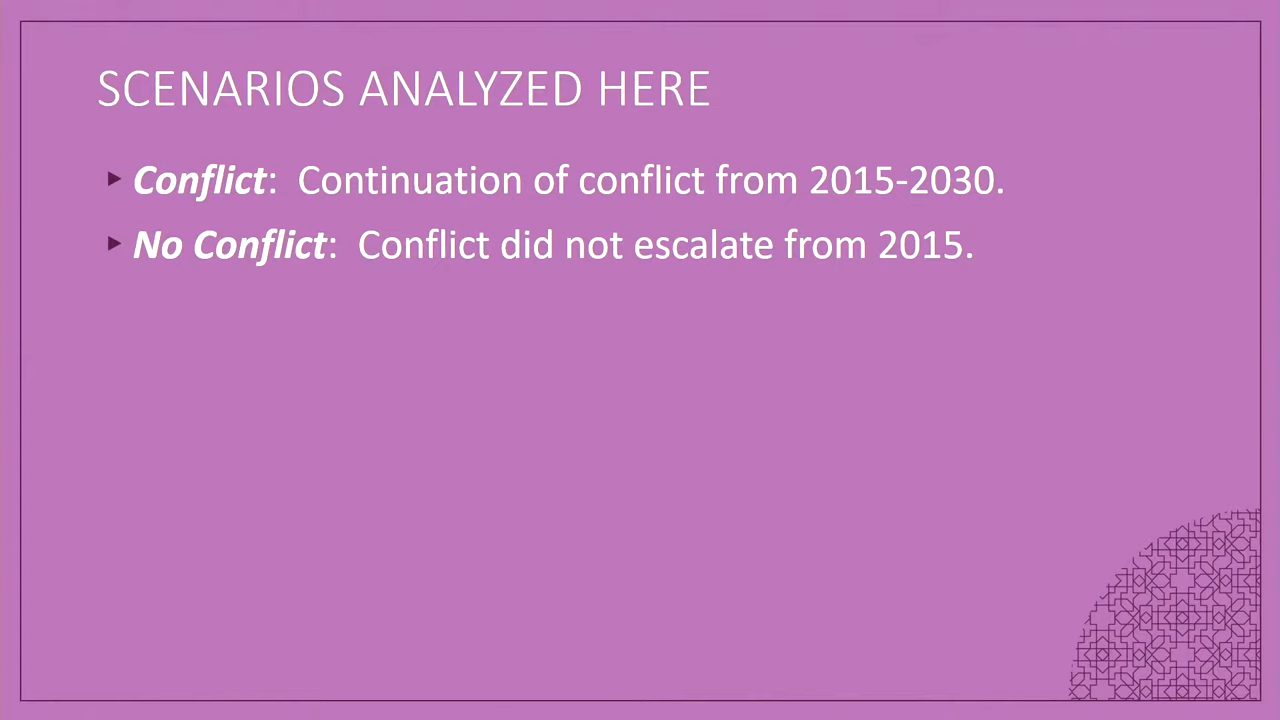 SCENARIOS ANALYZED HERE
Conflict:  Continuation of conflict from 2015-2030.
No Conflict:  Conflict did not escalate from 2015.